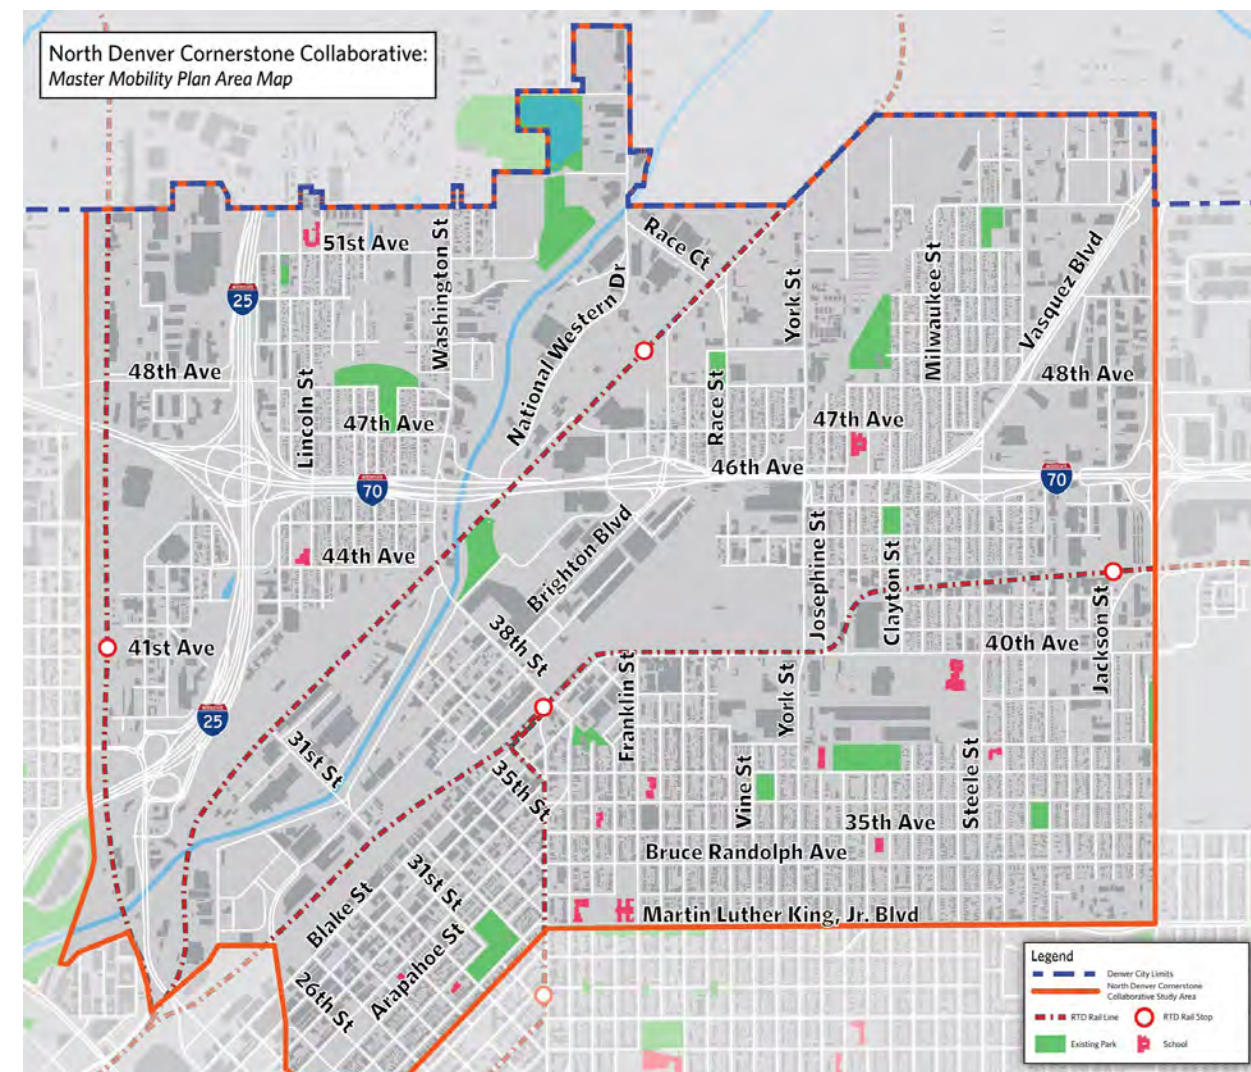 North Denver Cornerstone Collaborative:
Master Mobility Plan Area Map
51st Ave
Washington St
Race Ct
National Western Dr
York St
Milwaukee St
Vasquez Blvd
INTERSTATE
25
48th Ave
Lincoln St
47th Ave
Race St
47th Ave
48th Ave
46th Ave
INTERSTATE
70
INTERSTATE
70
44th Ave
Brighton Blvd
Josephine St
Clayton St
38th St
41st Ave
40th Ave
Jackson St
Franklin St
York St
INTERSTATE
25
31st St
35th St
Vine St
Steele St
35th Ave
Bruce Randolph Ave
Blake St
31st St
Martin Luther King, Jr. Blvd
Arapahoe St
26th St
Legend
Denver City Limits
North Denver Cornerstone
Collaborative Study Area
RTD Rail Line
RTD Rail Stop
Existing Park
School